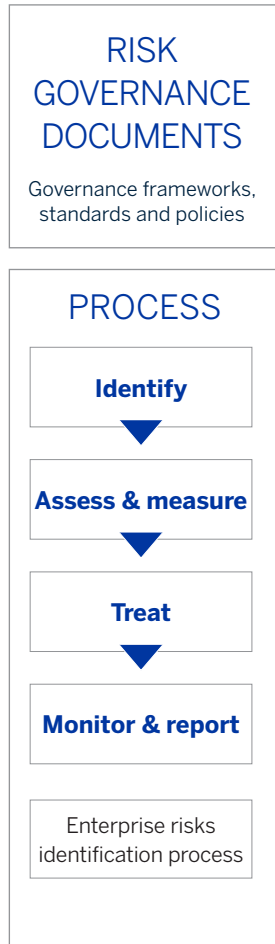 RISK
GOVERNANCE
DOCUMENTS
Governance frameworks,
standards and policies
PROCESS
Identify
Assess & measure
Treat
Monitor & report
Enterprise risks
identification process